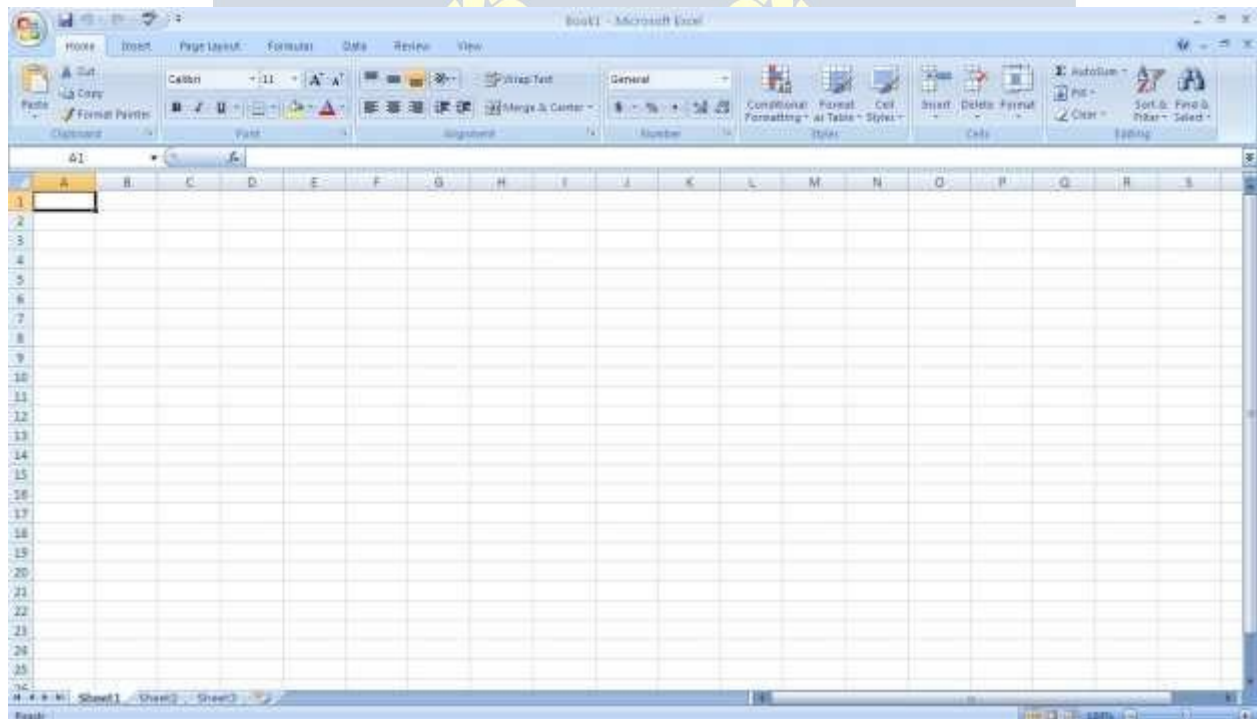 Book1 - Microsoft Excel
Home Insert Page Layout Formulas Data Review View
Cut
Copy
Paste
Format Painter
Clipboard
Calibri 11 A A
B I U A
Font
Wrap Text
Merge & Center
Alignment
General
$ % ,
Number
Conditional Formatting
Format as Table
Cell Styles
Styles
Insert Delete Format
Cells
Σ AutoSum
Fill
Clear
Sort & Filter
Find & Select
Editing
A1 fx
A B C D E F G H I J K L M N O P Q R S
1
2
3
4
5
6
7
8
9
10
11
12
13
14
15
16
17
18
19
20
21
22
23
24
25
26
Sheet1 Sheet2 Sheet3
Ready 100%